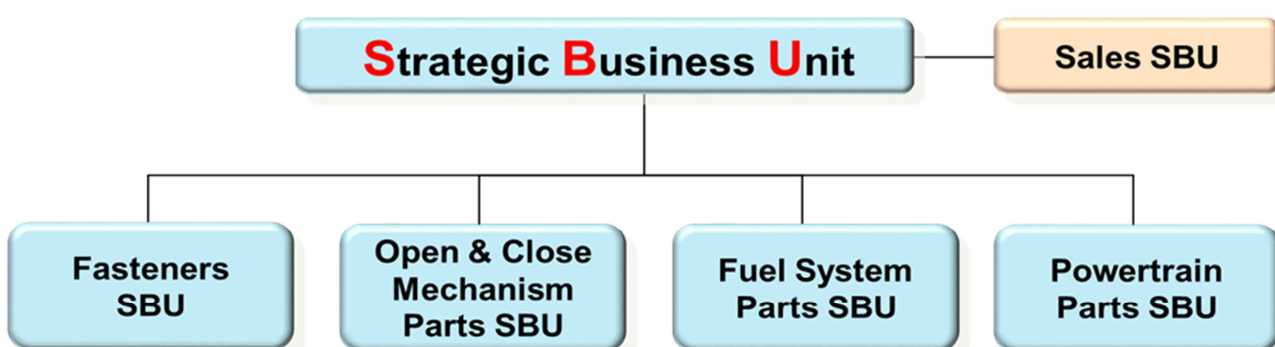 Strategic Business Unit
Sales SBU
Fasteners
SBU
Open & Close
Mechanism
Parts SBU
Fuel System
Parts SBU
Powertrain
Parts SBU